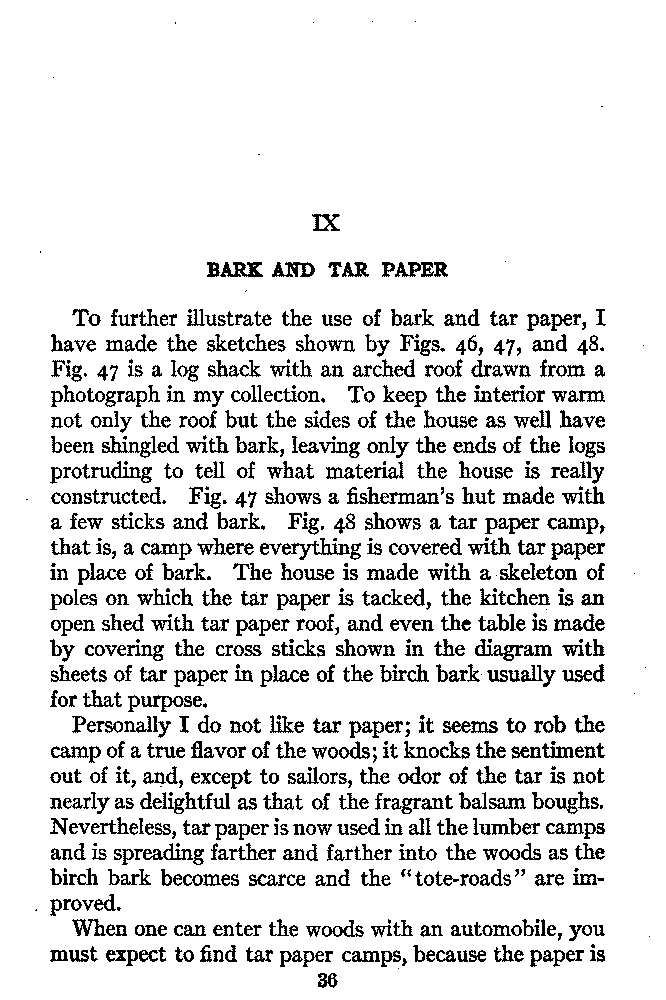 IX
BARK AND TAR PAPER
To further illustrate the use of bark and tar paper, I
have made the sketches shown by Figs. 46, 47, and 48.
Fig. 47 is a log shack with an arched roof drawn from a
photograph in my collection. To keep the interior warm
not only the roof but the sides of the house as well have
been shingled with bark, leaving only the ends of the logs
protruding to tell of what material the house is really
constructed. Fig. 47 shows a fisherman's hut made with
a few sticks and bark. Fig. 48 shows a tar paper camp,
that is, a camp where everything is covered with tar paper
in place of bark. The house is made with a skeleton of
poles on which the tar paper is tacked, the kitchen is an
open shed with tar paper roof, and even the table is made
by covering the cross sticks shown in the diagram with
sheets of tar paper in place of the birch bark usually used
for that purpose.
Personally I do not like tar paper; it seems to rob the
camp of a true flavor of the woods; it knocks the sentiment
out of it, and, except to sailors, the odor of the tar is not
nearly as delightful as that of the fragrant balsam boughs.
Nevertheless, tar paper is now used in all the lumber camps
and is spreading farther and farther into the woods as the
birch bark becomes scarce and the "tote-roads" are im-
proved.
When one can enter the woods with an automobile, you
must expect to find tar paper camps, because the paper is
36